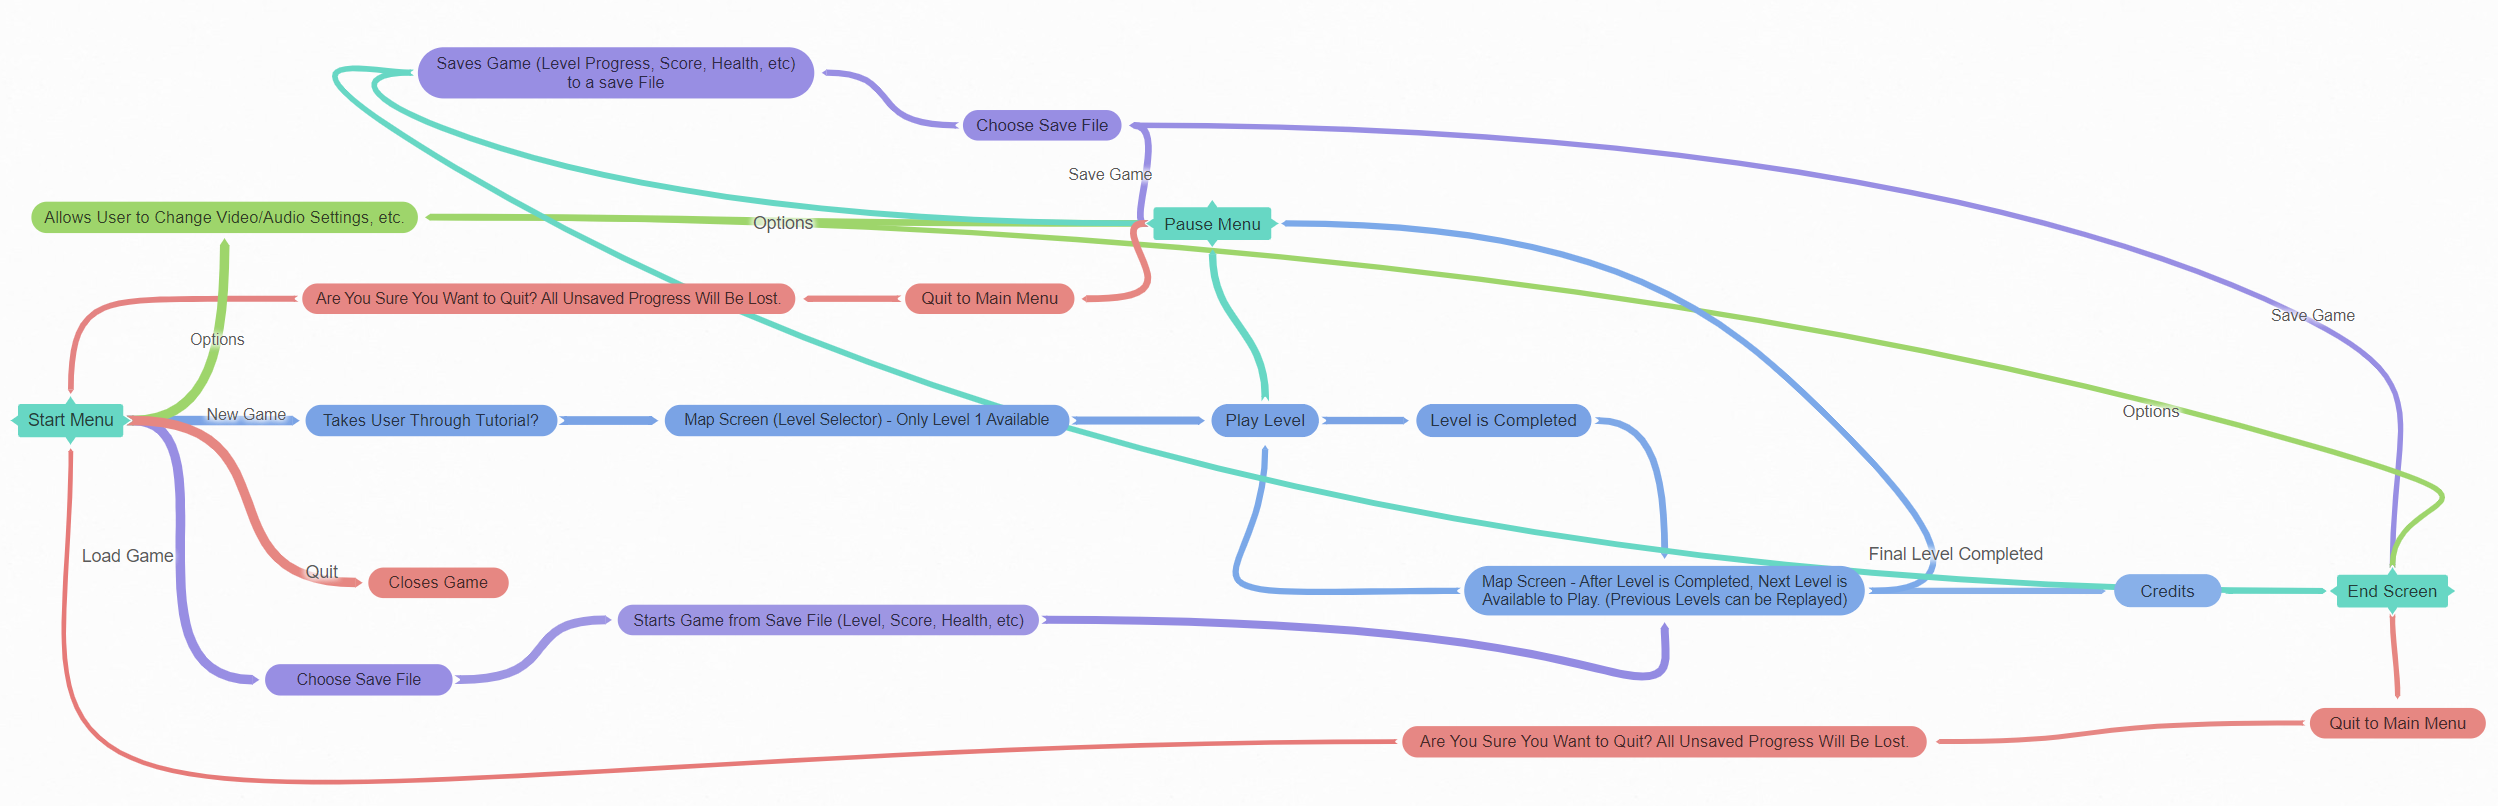 Saves Game (Level Progress, Score, Health, etc)
to a save File
Choose Save File
Save Game
Allows User to Change Video/Audio Settings, etc.
Options
Pause Menu
Are You Sure You Want to Quit? All Unsaved Progress Will Be Lost.
Quit to Main Menu
Save Game
Options
Options
Start Menu
New Game
Takes User Through Tutorial?
Map Screen (Level Selector) - Only Level 1 Available
Play Level
Level is Completed
Load Game
Quit
Closes Game
Final Level Completed
Map Screen - After Level is Completed, Next Level is
Available to Play. (Previous Levels can be Replayed)
Credits
End Screen
Starts Game from Save File (Level, Score, Health, etc)
Choose Save File
Quit to Main Menu
Are You Sure You Want to Quit? All Unsaved Progress Will Be Lost.